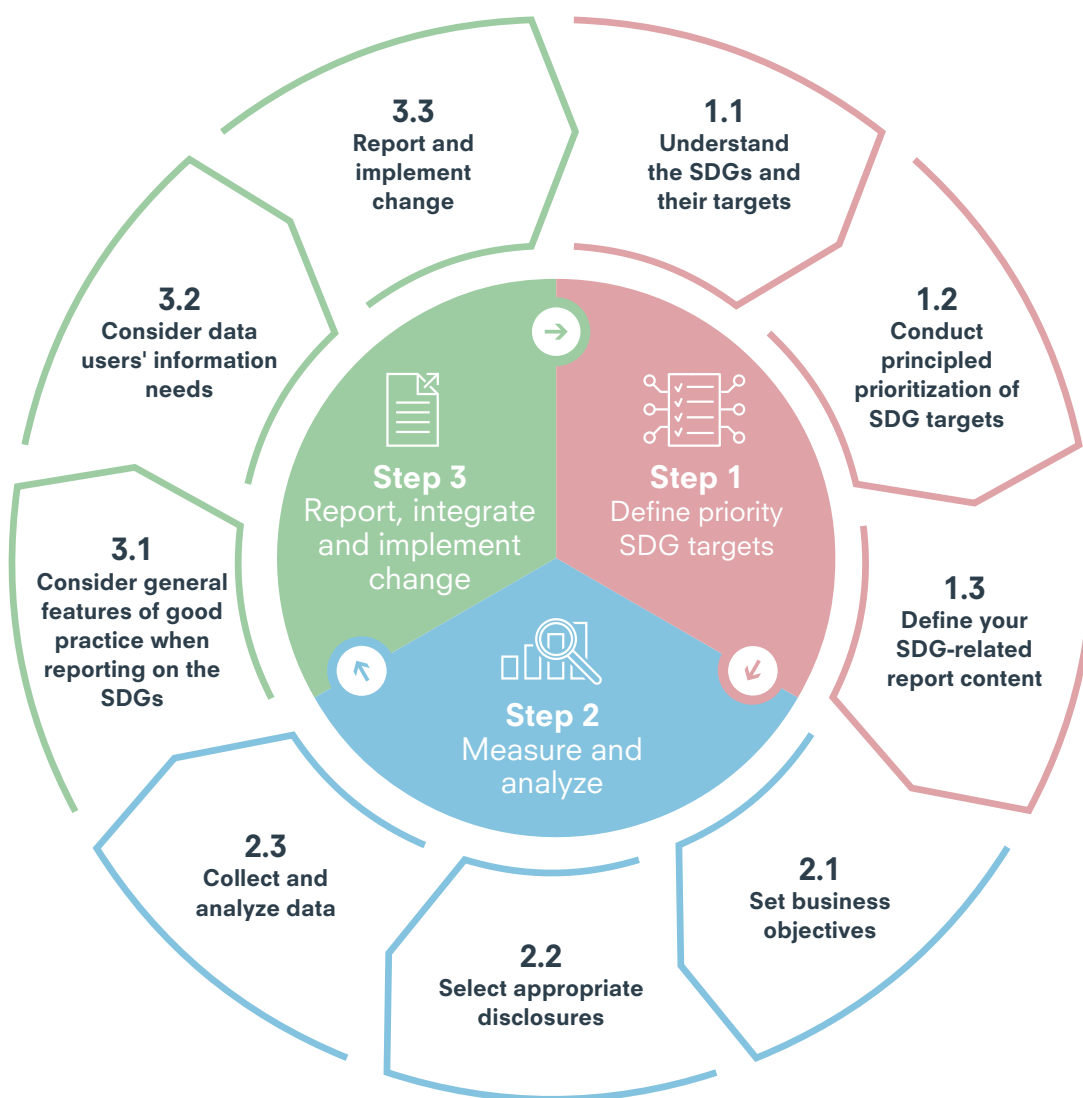 Step 1
Define priority
SDG targets
1.1
Understand
the SDGs and
their targets
1.2
Conduct
principled
prioritization of
SDG targets
1.3
Define your
SDG-related
report content
Step 2
Measure and
analyze
2.1
Set business
objectives
2.2
Select appropriate
disclosures
2.3
Collect and
analyze data
Step 3
Report, integrate
and implement
change
3.1
Consider general
features of good
practice when
reporting on the
SDGs
3.2
Consider data
users' information
needs
3.3
Report and
implement
change